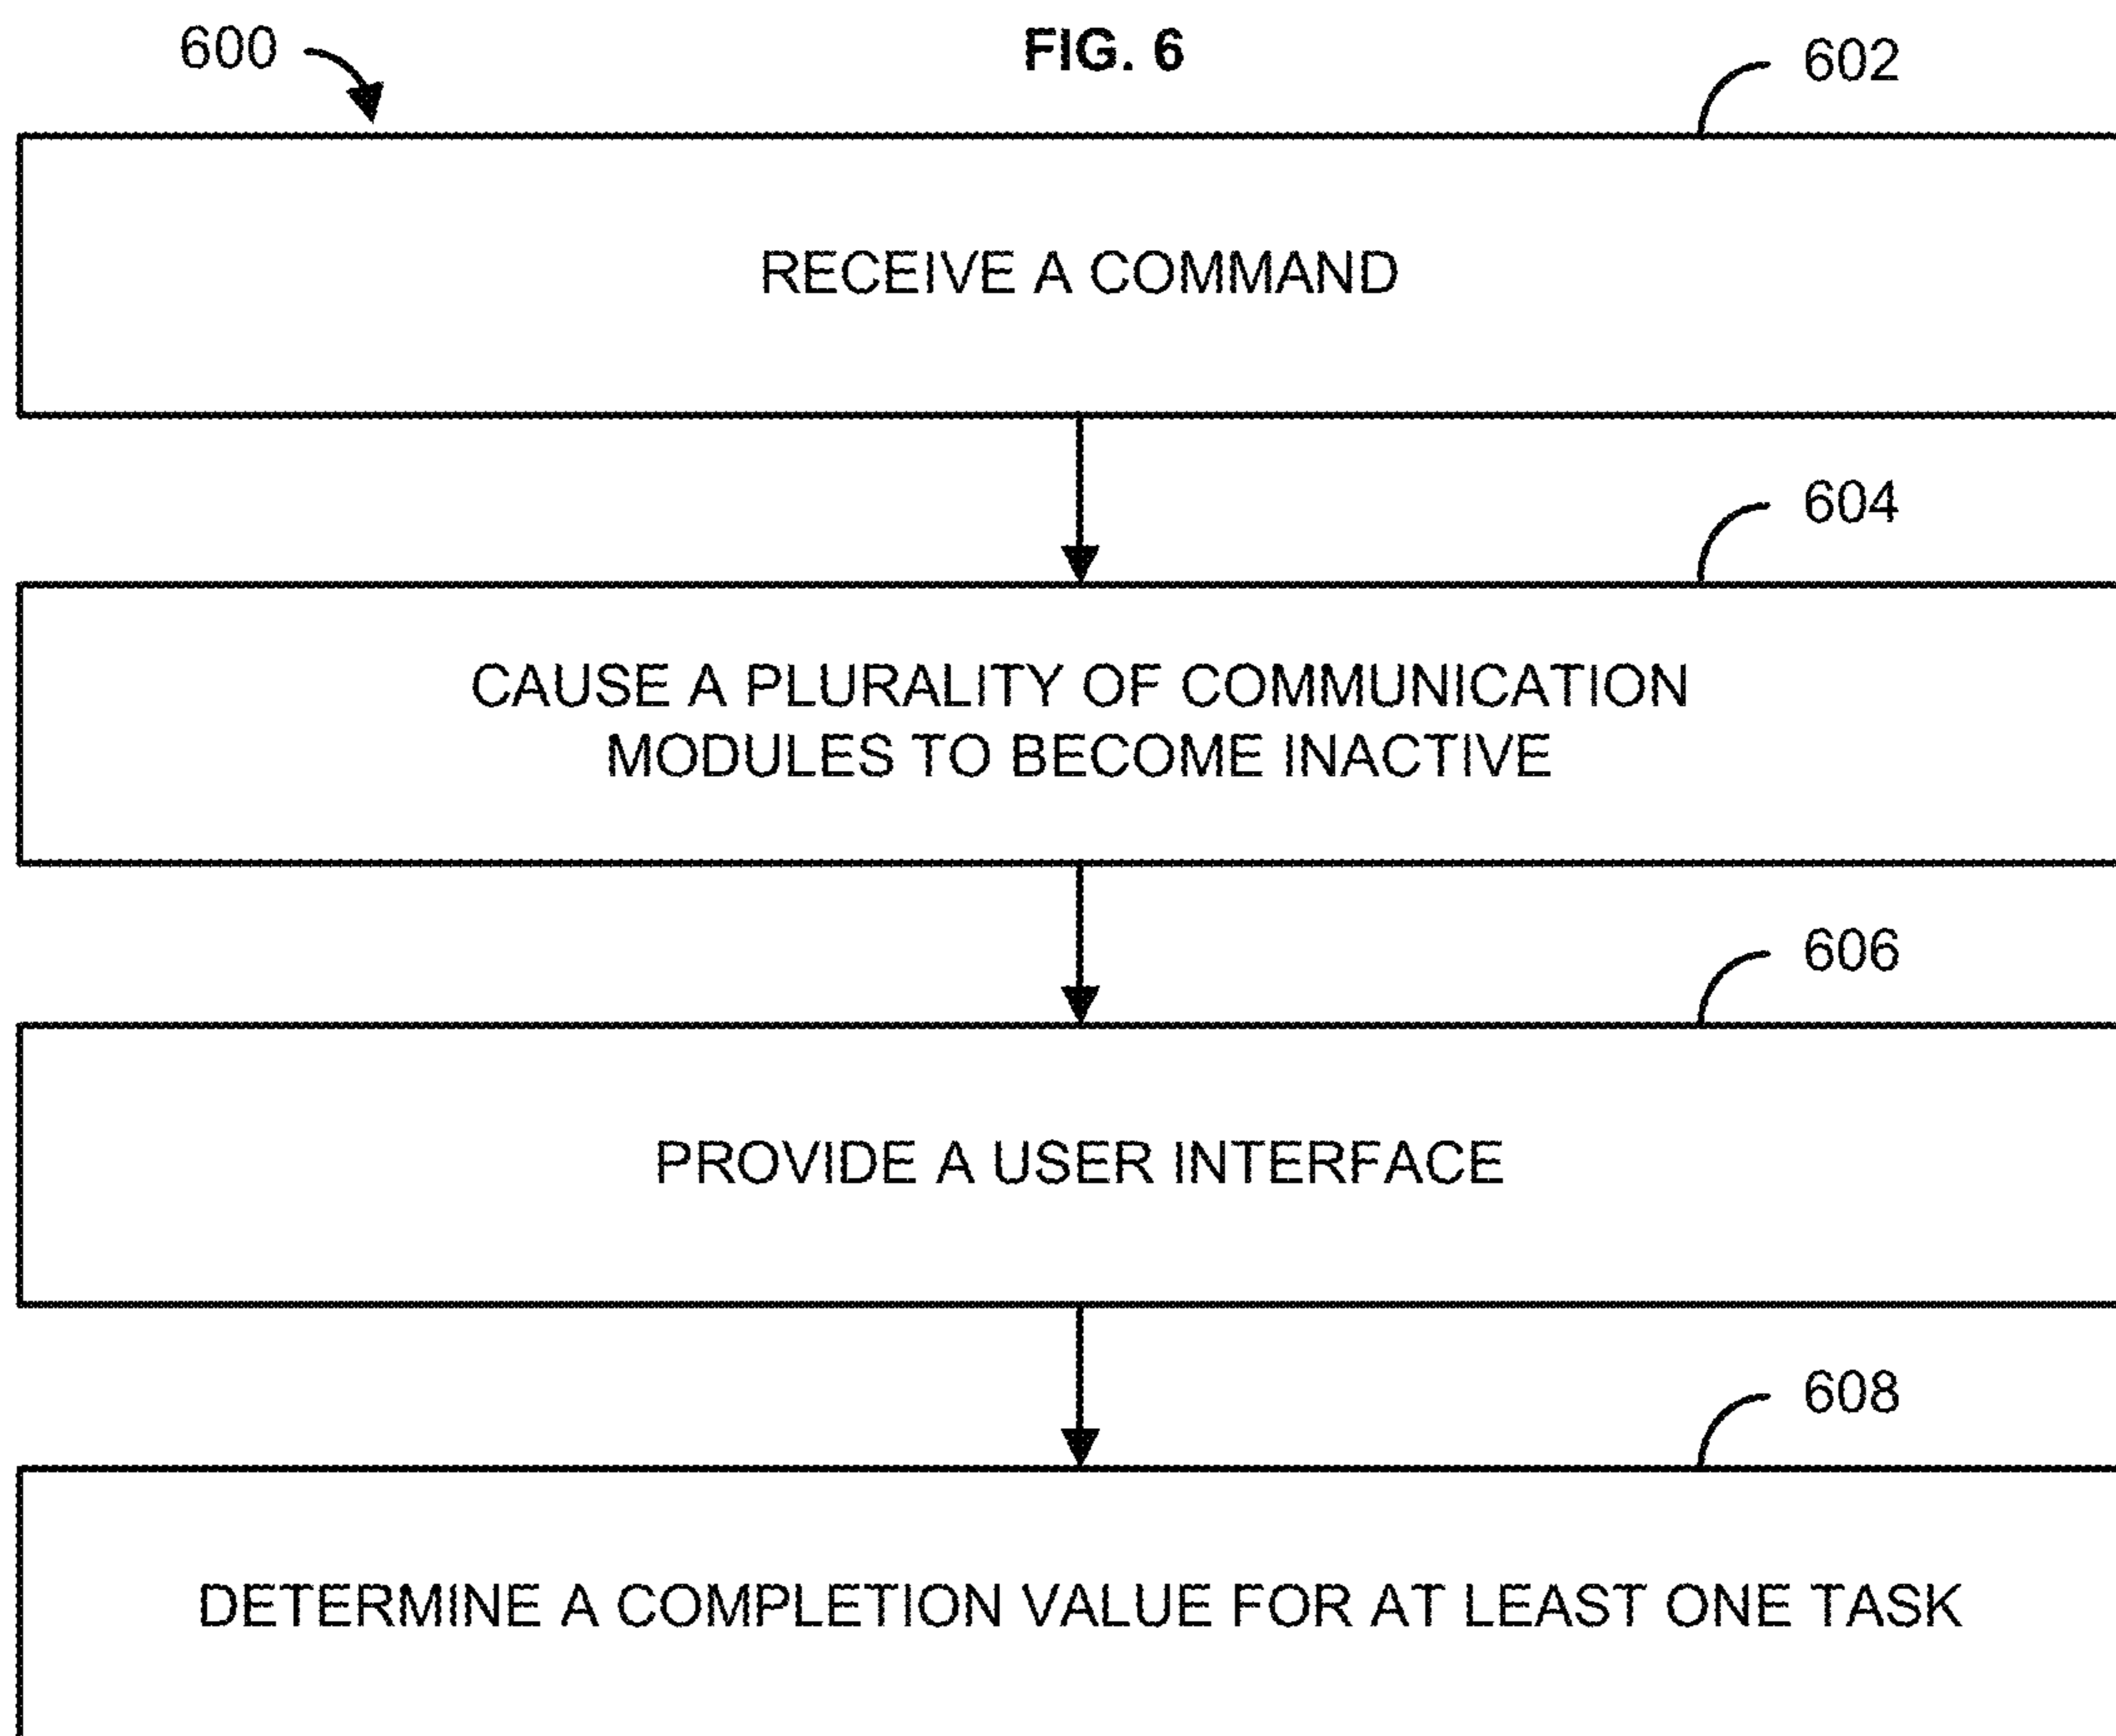 600
FIG. 6
602
RECEIVE A COMMAND
604
CAUSE A PLURALITY OF COMMUNICATION
MODULES TO BECOME INACTIVE
606
PROVIDE A USER INTERFACE
608
DETERMINE A COMPLETION VALUE FOR AT LEAST ONE TASK